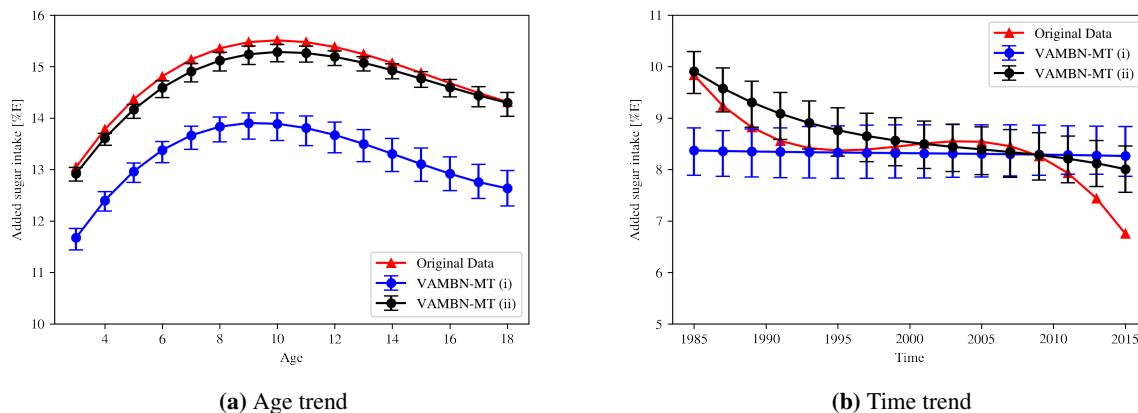 16
15
14
13
12
11
10
Added sugar intake [%E]
4 6 8 10 12 14 16 18
Age
Original Data
VAMBN-MT (i)
VAMBN-MT (ii)
(a) Age trend
11
10
9
8
7
6
5
Added sugar intake [%E]
1985 1990 1995 2000 2005 2010 2015
Time
Original Data
VAMBN-MT (i)
VAMBN-MT (ii)
(b) Time trend